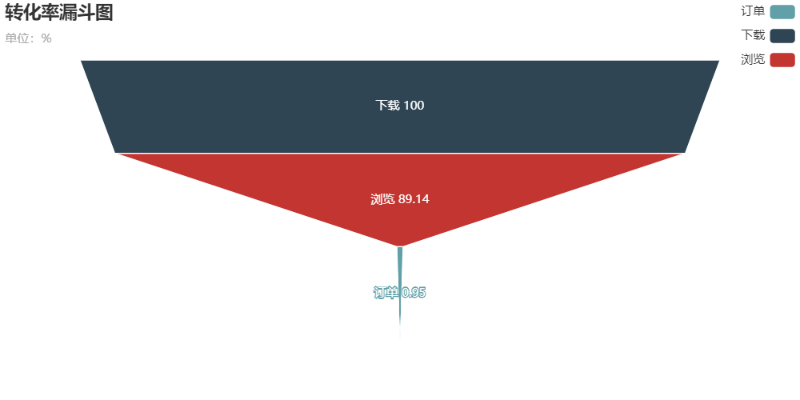 转化率漏斗图
单位：%
订单
下载
浏览
下载 100
浏览 89.14
订单 0.95